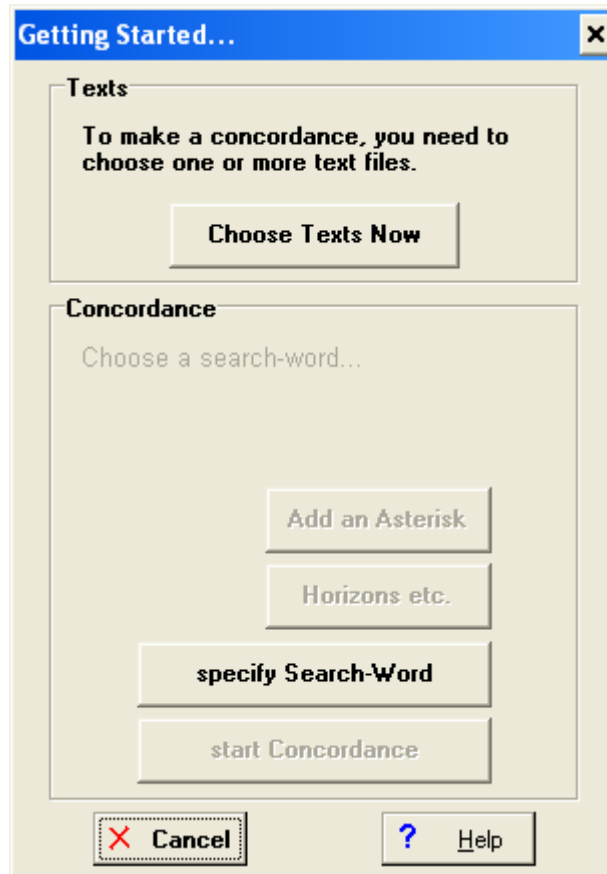 Getting Started...
Texts
To make a concordance, you need to
choose one or more text files.
Choose Texts Now
Concordance
Choose a search-word...
Add an Asterisk
Horizons etc.
specify Search-Word
start Concordance
Cancel
? Help